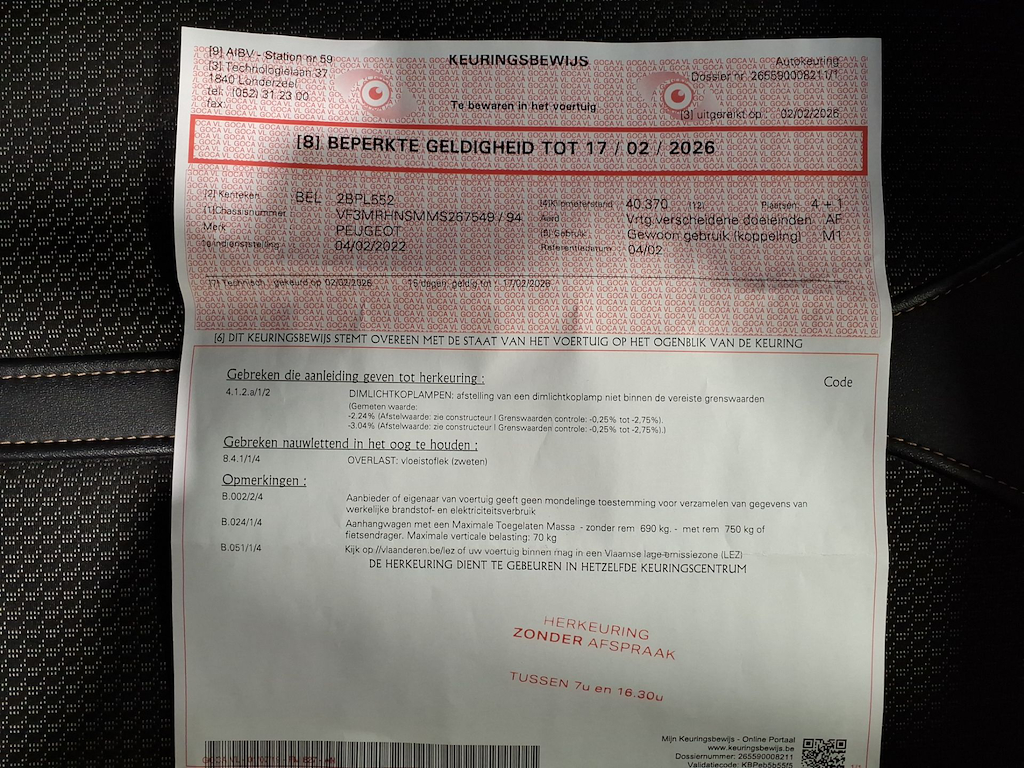 [9] AIBV - Station nr 59
[3] Technologielaan 37
1840 Londerzeel
tel: (052) 31 23 00
fax:
KEURINGSBEWIJS
Te bewaren in het voertuig
Autokeuring
Dossier nr. 265590008211/1
[3] uitgereikt op : 02/02/2026
[8] BEPERKTE GELDIGHEID TOT 17 / 02 / 2026
[2] Kenteken BEL 2BPL552
[1] Chassisnummer VF3MRHNSMMS267549 / 94
Merk PEUGEOT
1e indienststelling 04/02/2022
[4] Kilometerstand 40.370 (12) Plaatsen: 4 + 1
Aard Vrtg.verscheidene doeleinden AF
[5] Gebruik Gewoon gebruik (koppeling) M1
Referentiedatum 04/02
[7] Technisch gekeurd op 02/02/2026 15 dagen geldig tot : 17/02/2026
[6] DIT KEURINGSBEWIJS STEMT OVEREEN MET DE STAAT VAN HET VOERTUIG OP HET OGENBLIK VAN DE KEURING
Gebreken die aanleiding geven tot herkeuring : Code
4.1.2.a/1/2 DIMLICHTKOPLAMPEN: afstelling van een dimlichtkoplamp niet binnen de vereiste grenswaarden
(Gemeten waarde:
-2.24% (Afstelwaarde: zie constructeur | Grenswaarden controle: -0,25% tot -2,75%).
-3.04% (Afstelwaarde: zie constructeur | Grenswaarden controle: -0,25% tot -2,75%).)
Gebreken nauwlettend in het oog te houden :
8.4.1/1/4 OVERLAST: vloeistoflek (zweten)
Opmerkingen :
B.002/2/4 Aanbieder of eigenaar van voertuig geeft geen mondelinge toestemming voor verzamelen van gegevens van
werkelijke brandstof- en elektriciteitsverbruik
B.024/1/4 Aanhangwagen met een Maximale Toegelaten Massa - zonder rem 690 kg. - met rem 750 kg of
fietsendrager. Maximale verticale belasting: 70 kg
B.051/1/4 Kijk op://vlaanderen.be/lez of uw voertuig binnen mag in een Vlaamse lage-emissiezone (LEZ)
DE HERKEURING DIENT TE GEBEUREN IN HETZELFDE KEURINGSCENTRUM
HERKEURING
ZONDER AFSPRAAK
TUSSEN 7u en 16.30u
Mijn Keuringsbewijs - Online Portaal
www.keuringsbewijs.be
Dossiernummer: 265590008211
Validatiecode: KBPeb5b55f5
1/1